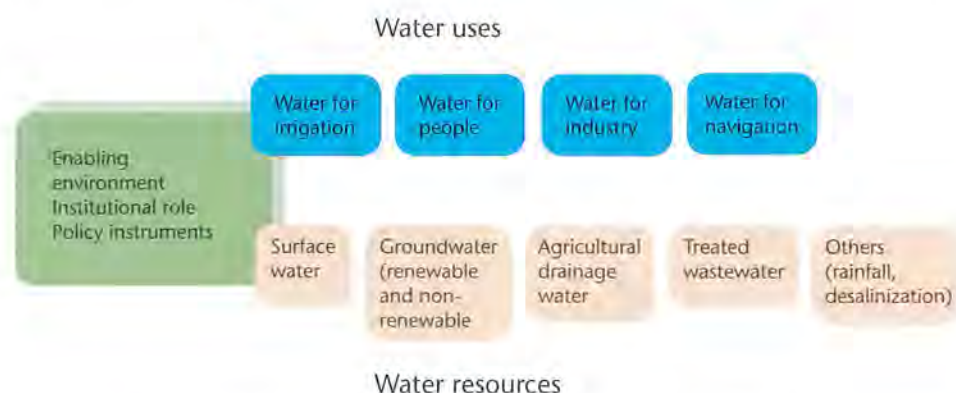 Water uses
Water for
irrigation
Water for
people
Water for
industry
Water for
navigation
Enabling
environment
Institutional role
Policy instruments
Surface
water
Groundwater
(renewable
and non-
renewable
Agricultural
drainage
water
Treated
wastewater
Others
(rainfall,
desalinization)
Water resources